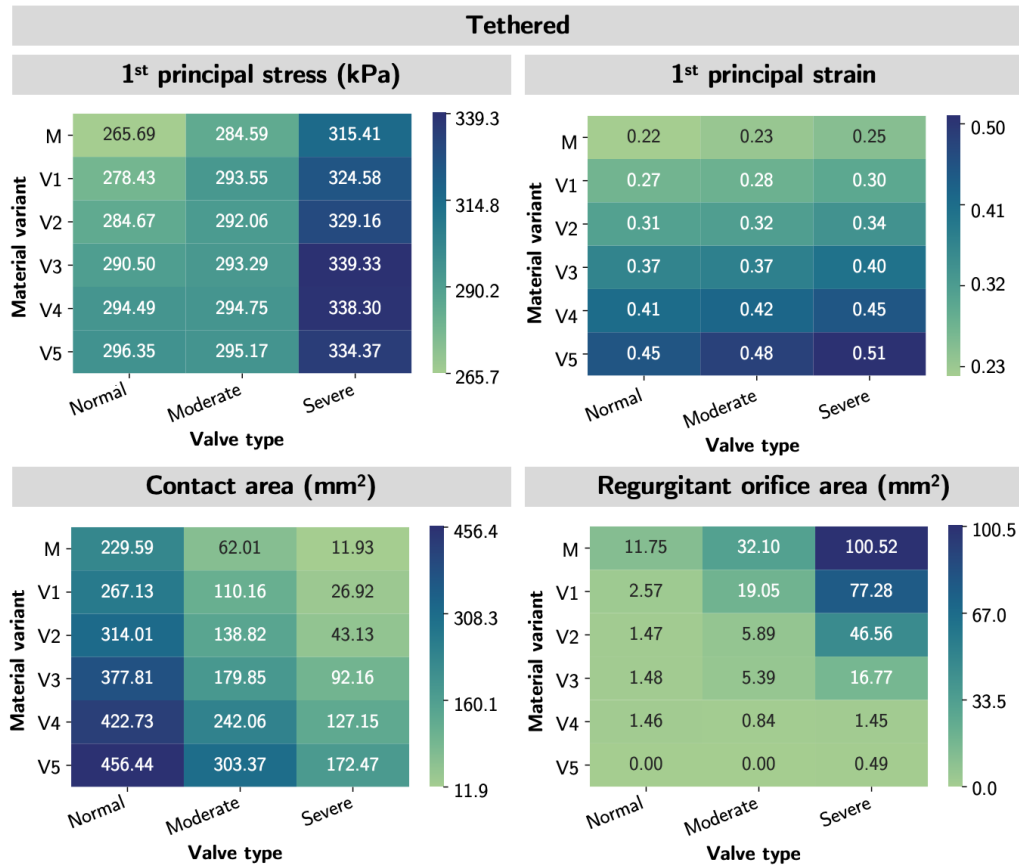 Tethered
1st principal stress (kPa)
1st principal strain
Material variant
M 265.69 284.59 315.41
V1 278.43 293.55 324.58
V2 284.67 292.06 329.16
V3 290.50 293.29 339.33
V4 294.49 294.75 338.30
V5 296.35 295.17 334.37
Normal Moderate Severe
Valve type
339.3
314.8
290.2
265.7
Material variant
M 0.22 0.23 0.25
V1 0.27 0.28 0.30
V2 0.31 0.32 0.34
V3 0.37 0.37 0.40
V4 0.41 0.42 0.45
V5 0.45 0.48 0.51
Normal Moderate Severe
Valve type
0.50
0.41
0.32
0.23
Contact area (mm²)
Regurgitant orifice area (mm²)
Material variant
M 229.59 62.01 11.93
V1 267.13 110.16 26.92
V2 314.01 138.82 43.13
V3 377.81 179.85 92.16
V4 422.73 242.06 127.15
V5 456.44 303.37 172.47
Normal Moderate Severe
Valve type
456.4
308.3
160.1
11.9
Material variant
M 11.75 32.10 100.52
V1 2.57 19.05 77.28
V2 1.47 5.89 46.56
V3 1.48 5.39 16.77
V4 1.46 0.84 1.45
V5 0.00 0.00 0.49
Normal Moderate Severe
Valve type
100.5
67.0
33.5
0.0